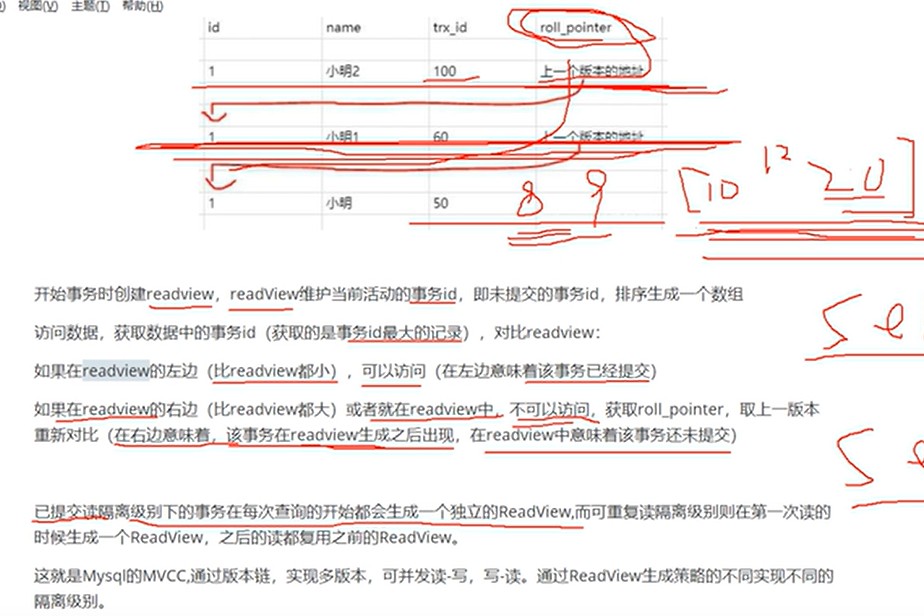 视图(V) 主题(T) 帮助(H)
id name trx_id roll_pointer
1 小明2 100 上一个版本的地址
1 小明1 60 上一个版本的地址
8 9 [10 12 20]
1 小明 50
开始事务时创建readview，readView维护当前活动的事务id，即未提交的事务id，排序生成一个数组
访问数据，获取数据中的事务id（获取的是事务id最大的记录），对比readview：
如果在readview的左边（比readview都小），可以访问（在左边意味着该事务已经提交）
如果在readview的右边（比readview都大）或者就在readview中，不可以访问，获取roll_pointer，取上一版本
重新对比（在右边意味着，该事务在readview生成之后出现，在readview中意味着该事务还未提交）
已提交读隔离级别下的事务在每次查询的开始都会生成一个独立的ReadView,而可重复读隔离级别则在第一次读的
时候生成一个ReadView，之后的读都复用之前的ReadView。
这就是Mysql的MVCC,通过版本链，实现多版本，可并发读-写，写-读。通过ReadView生成策略的不同实现不同的
隔离级别。